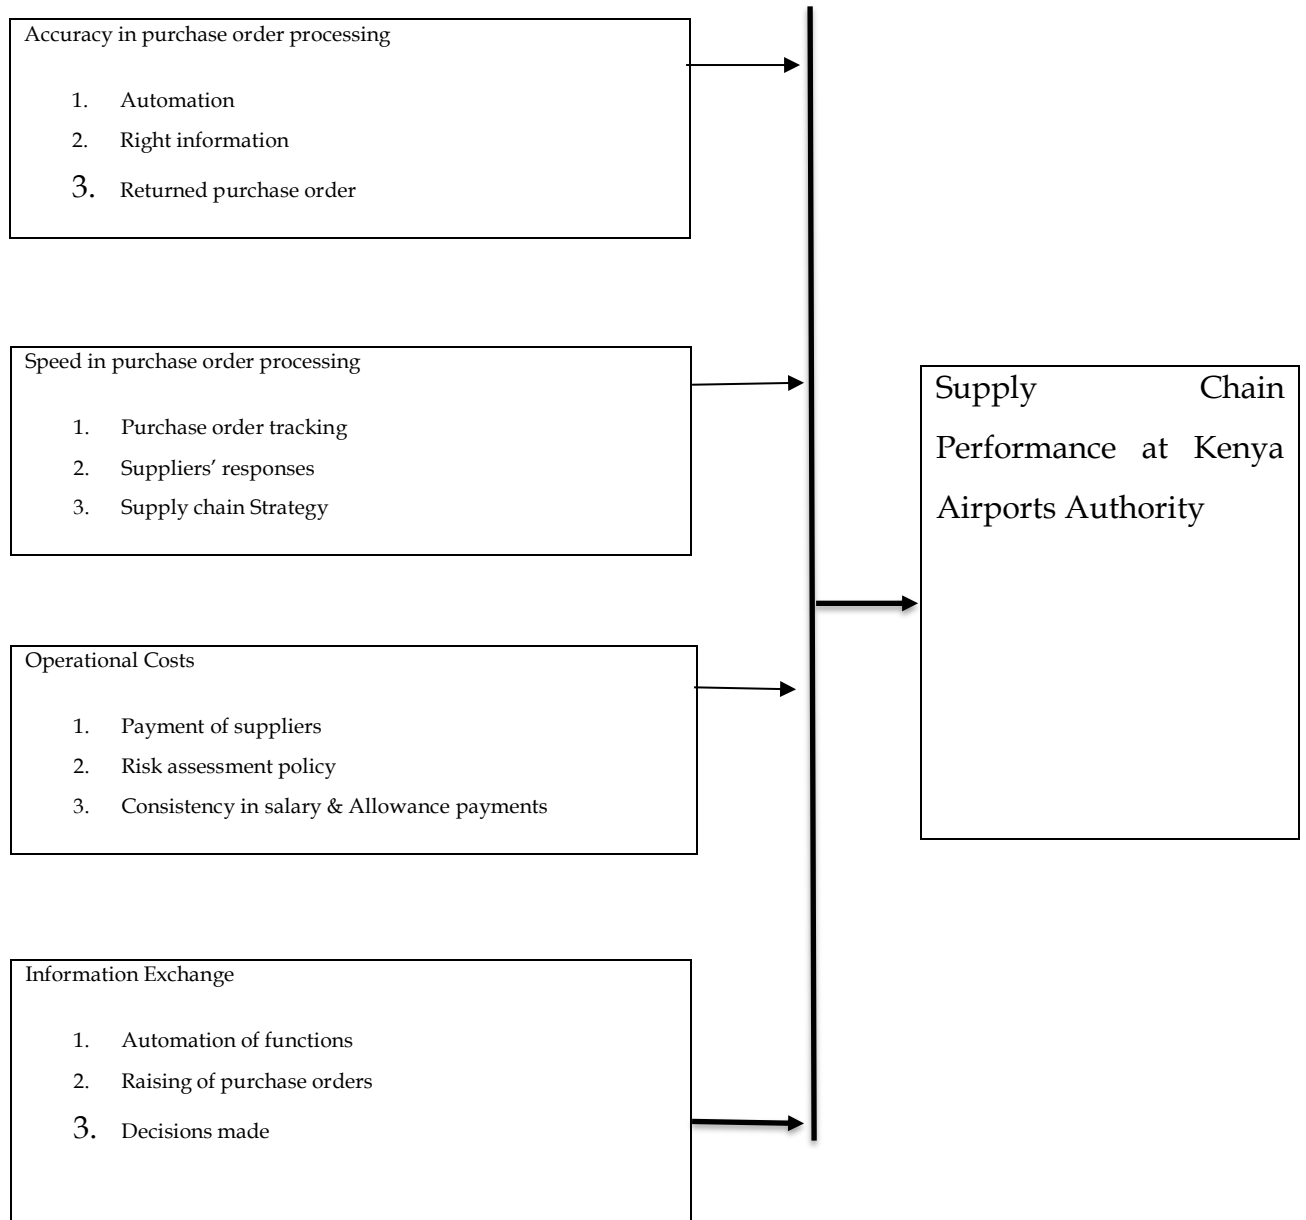 Accuracy in purchase order processing
1. Automation
2. Right information
3. Returned purchase order
Speed in purchase order processing
1. Purchase order tracking
2. Suppliers’ responses
3. Supply chain Strategy
Supply Chain
Performance at Kenya
Airports Authority
Operational Costs
1. Payment of suppliers
2. Risk assessment policy
3. Consistency in salary & Allowance payments
Information Exchange
1. Automation of functions
2. Raising of purchase orders
3. Decisions made